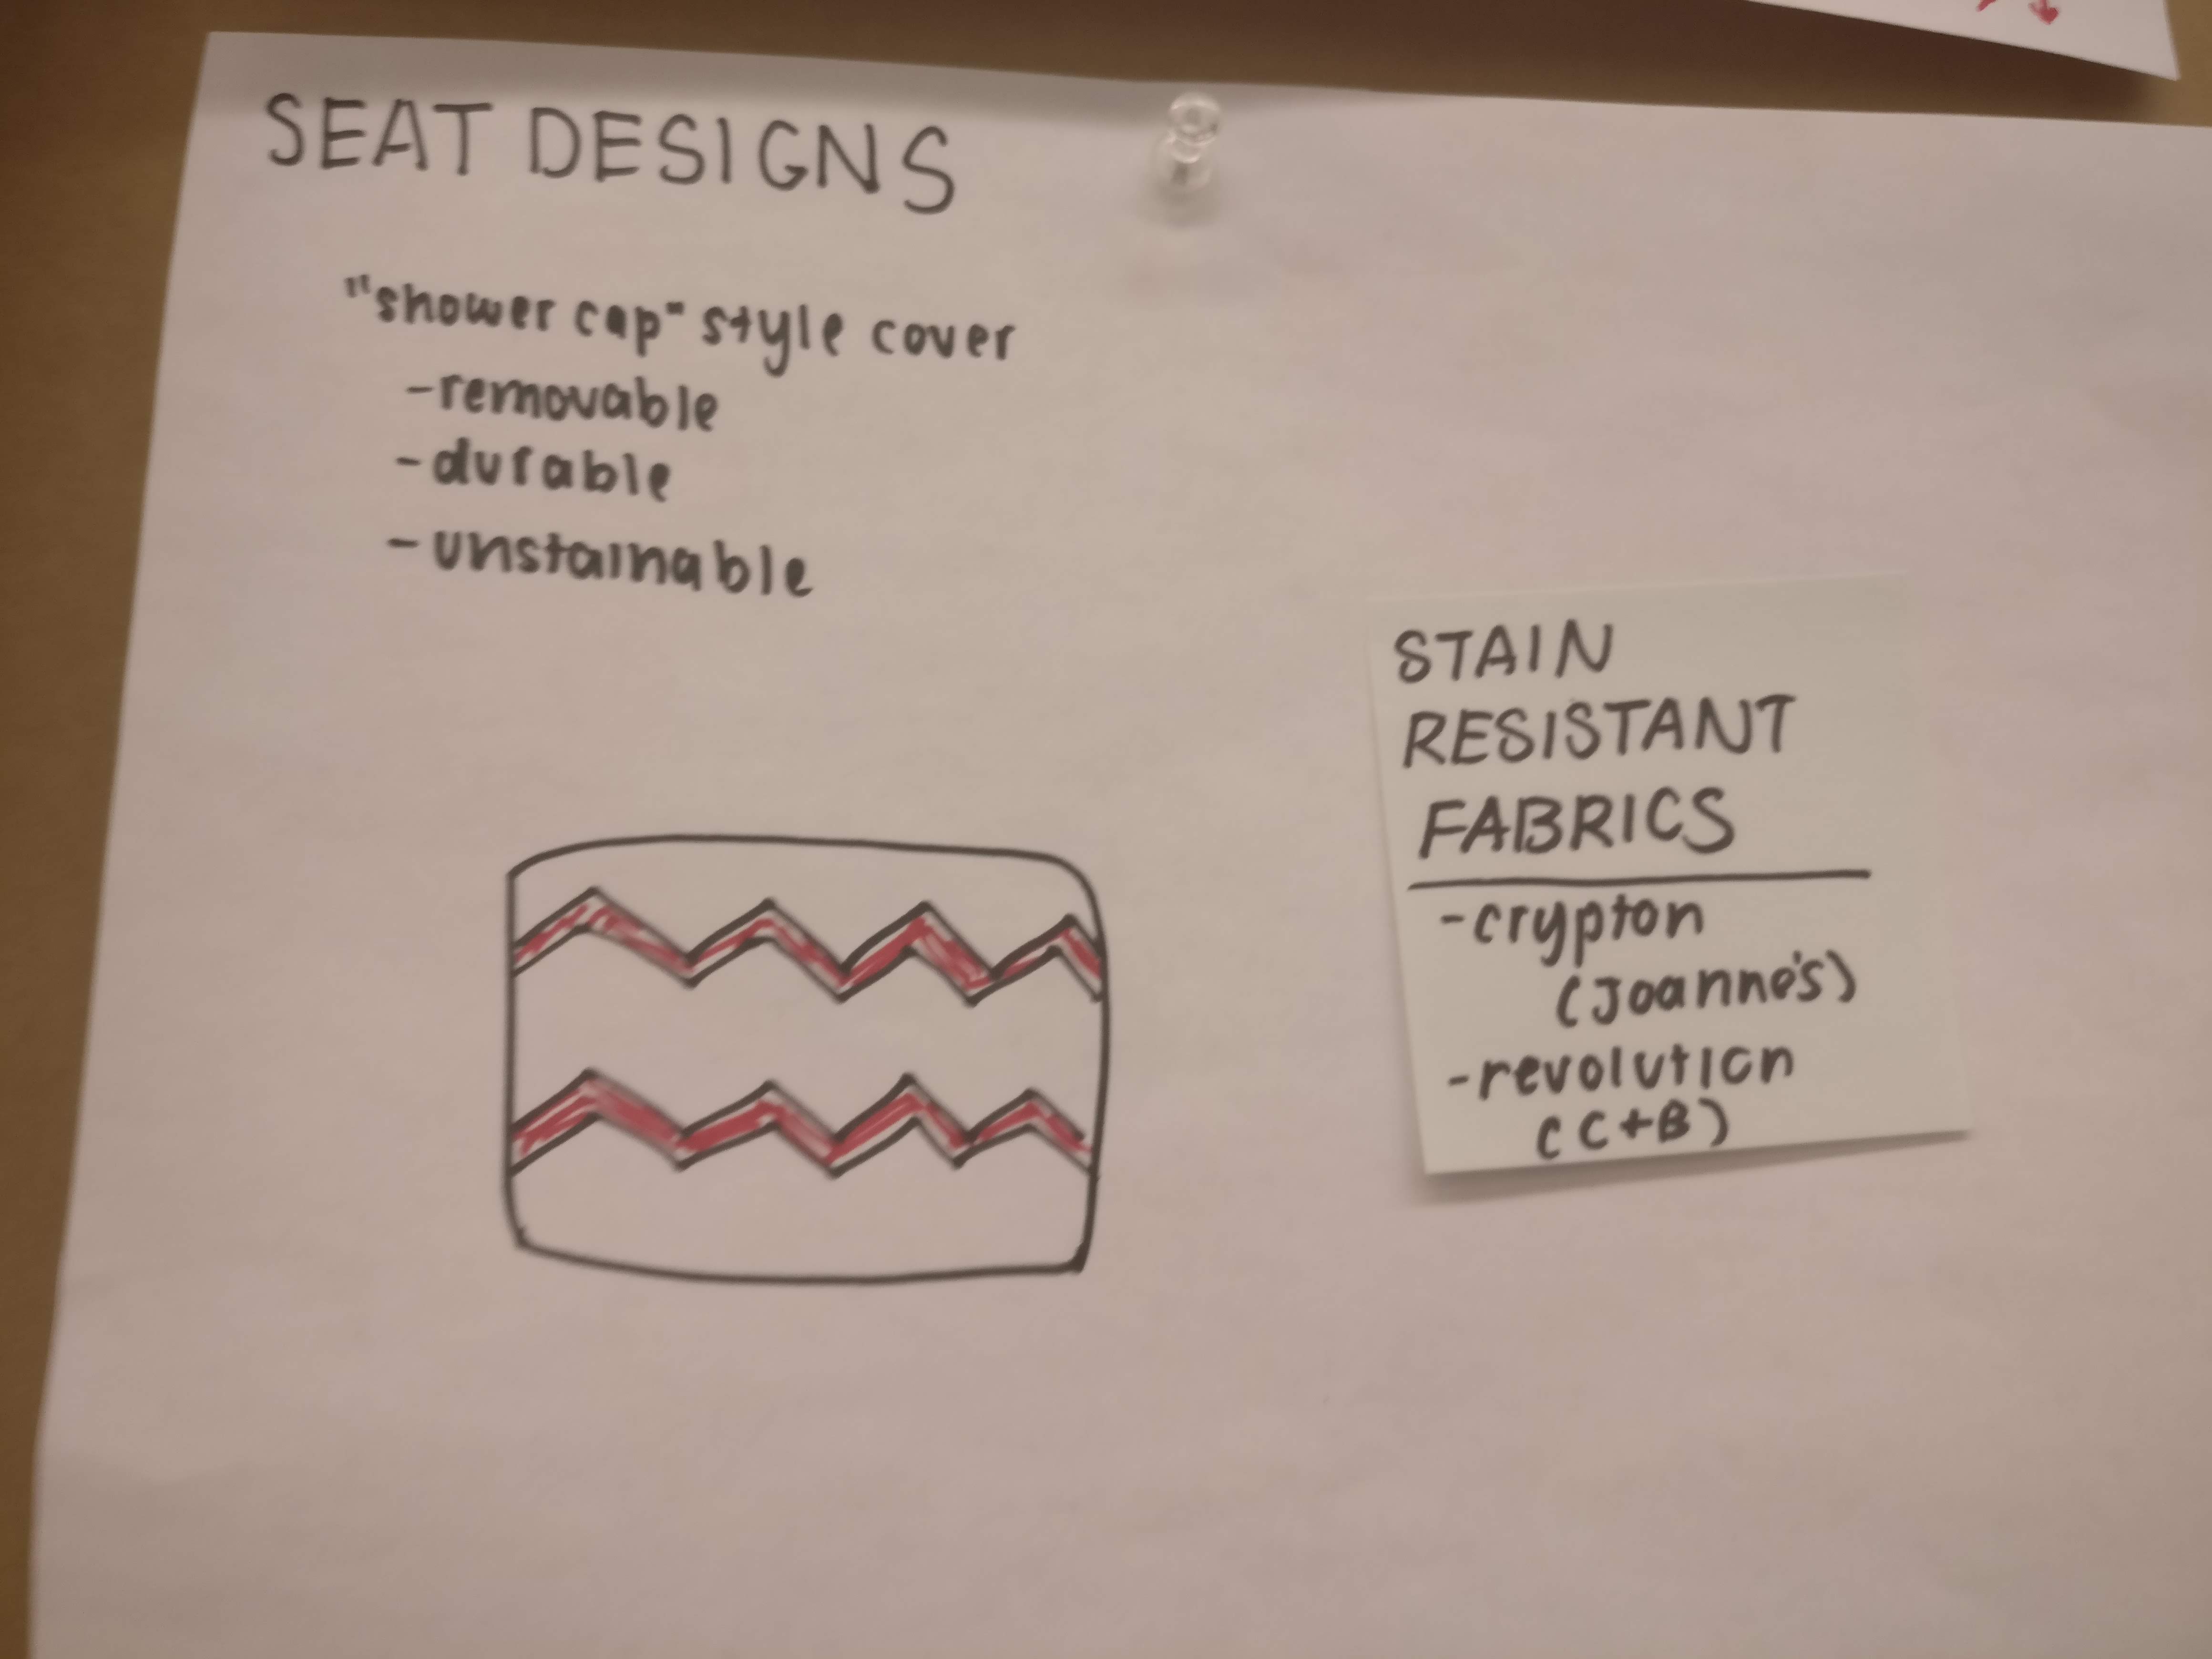 SEAT DESIGNS
"shower cap" style cover
-removable
-durable
-unstainable
STAIN
RESISTANT
FABRICS
-crypton
(Joanne's)
-revolution
(C+B)